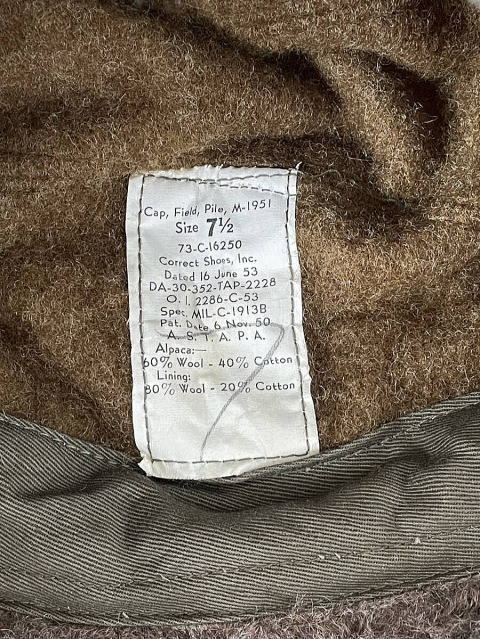 Cap, Field, Pile, M-1951
Size 7½
73-C-16250
Correct Shoes, Inc.
Dated 16 June 53
DA-30-352-TAP-2228
O. I. 2286-C-53
Spec. MIL-C-1913B
Pat. Date 6 Nov. 50
A. S. T. A. P. A.
Alpaca:—
60% Wool - 40% Cotton
Lining:
80% Wool - 20% Cotton